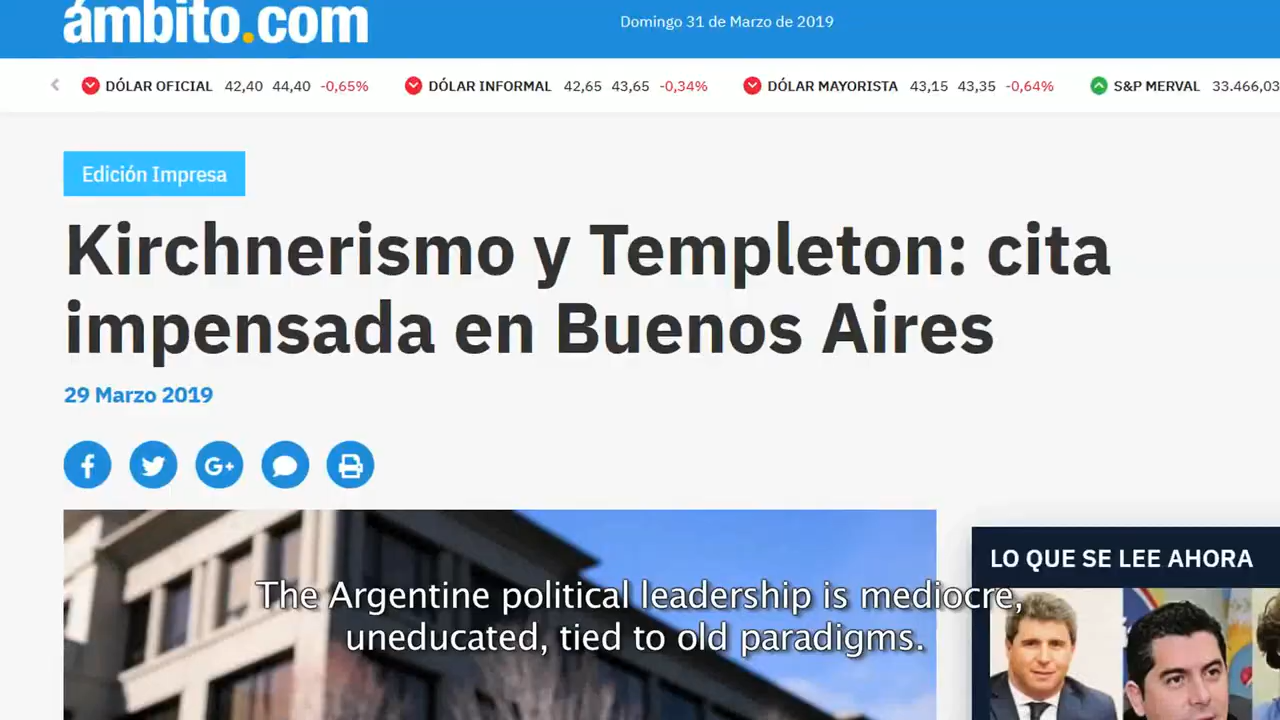 ámbito.com
Domingo 31 de Marzo de 2019
DÓLAR OFICIAL 42,40 44,40 -0,65%
DÓLAR INFORMAL 42,65 43,65 -0,34%
DÓLAR MAYORISTA 43,15 43,35 -0,64%
S&P MERVAL 33.466,03
Edición Impresa
Kirchnerismo y Templeton: cita
impensada en Buenos Aires
29 Marzo 2019
G+
LO QUE SE LEE AHORA
The Argentine political leadership is mediocre,
uneducated, tied to old paradigms.